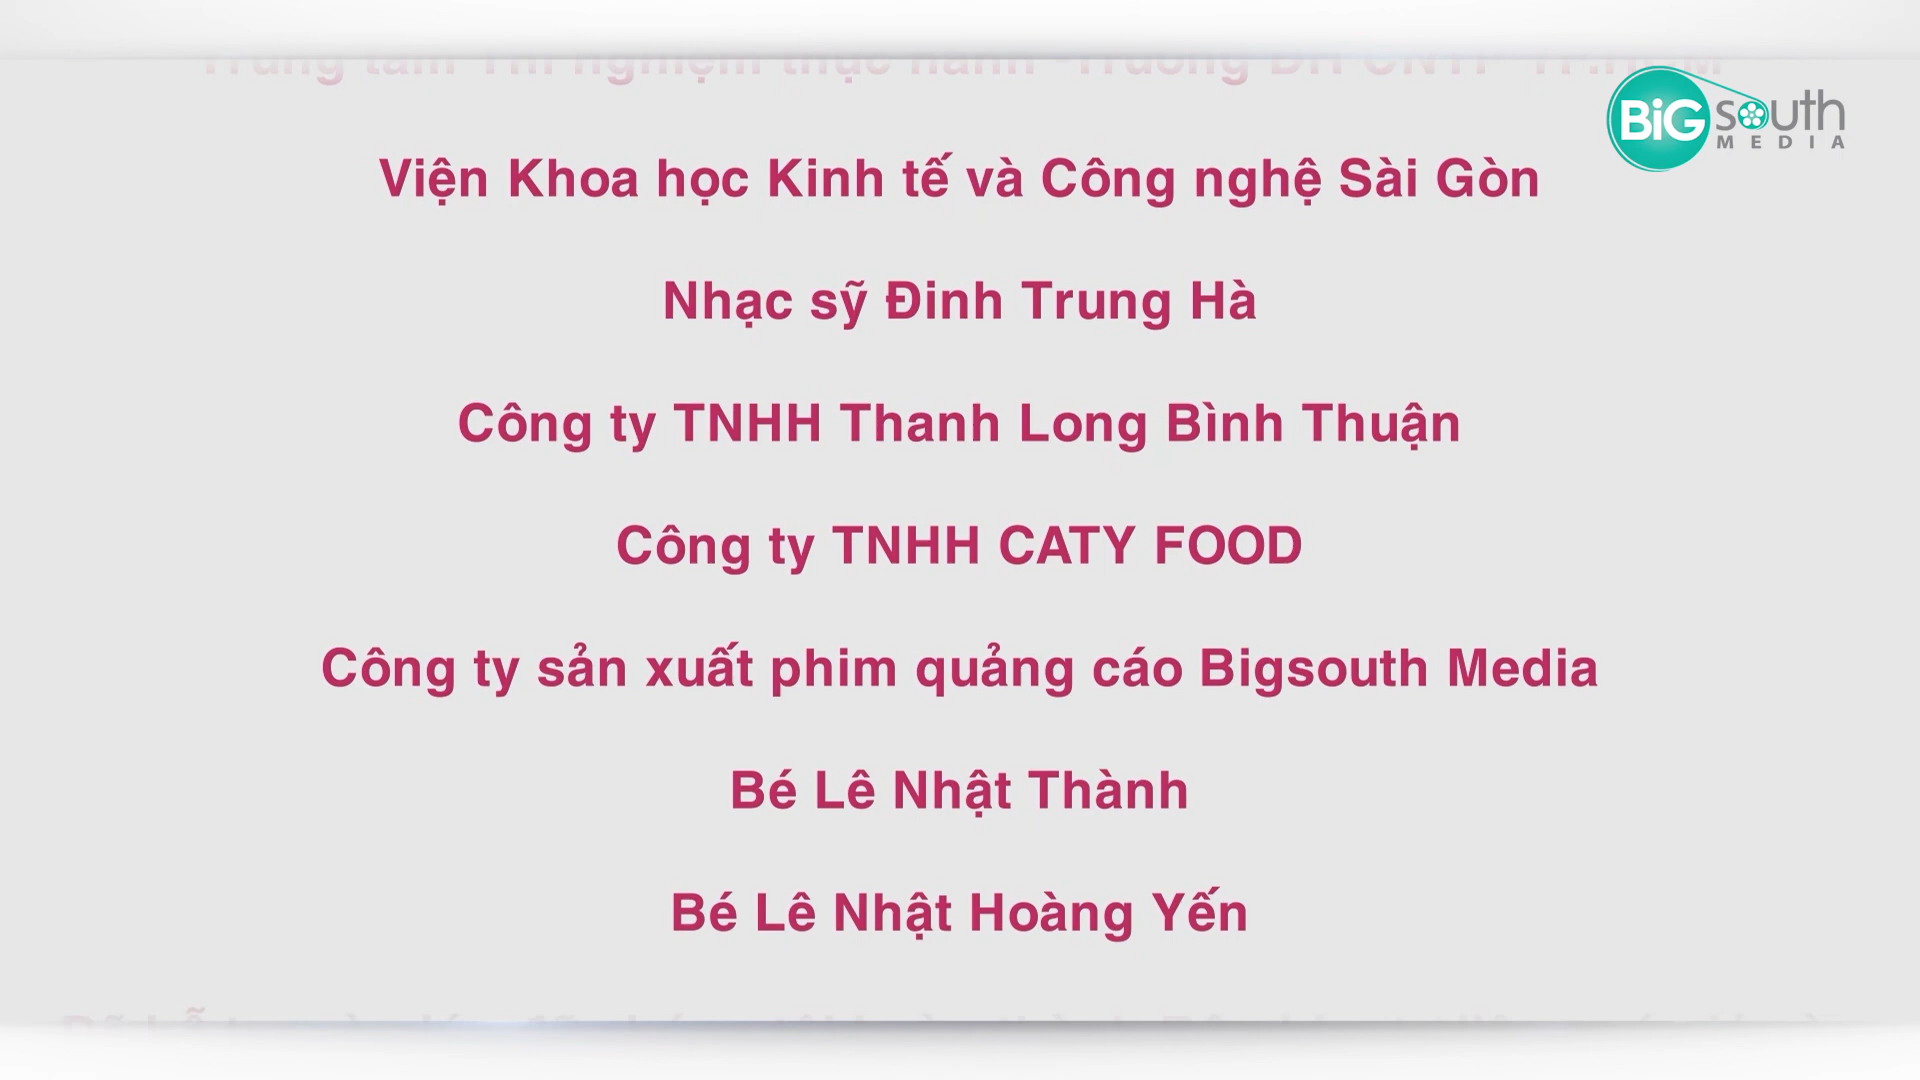 BiG south
MEDIA
Viện Khoa học Kinh tế và Công nghệ Sài Gòn
Nhạc sỹ Đinh Trung Hà
Công ty TNHH Thanh Long Bình Thuận
Công ty TNHH CATY FOOD
Công ty sản xuất phim quảng cáo Bigsouth Media
Bé Lê Nhật Thành
Bé Lê Nhật Hoàng Yến